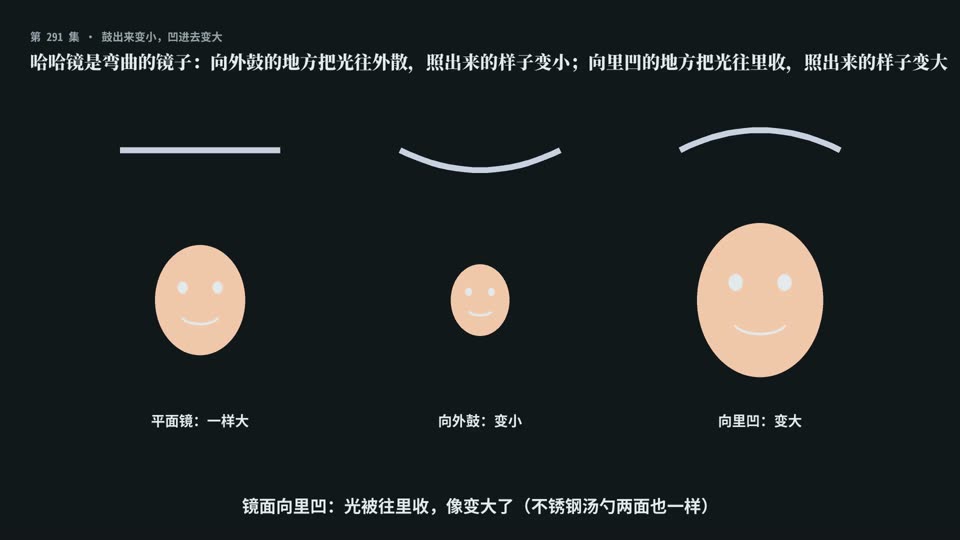 第 291 集 · 鼓出来变小，凹进去变大
哈哈镜是弯曲的镜子：向外鼓的地方把光往外散，照出来的样子变小；向里凹的地方把光往里收，照出来的样子变大
平面镜：一样大
向外鼓：变小
向里凹：变大
镜面向里凹：光被往里收，像变大了（不锈钢汤勺两面也一样）